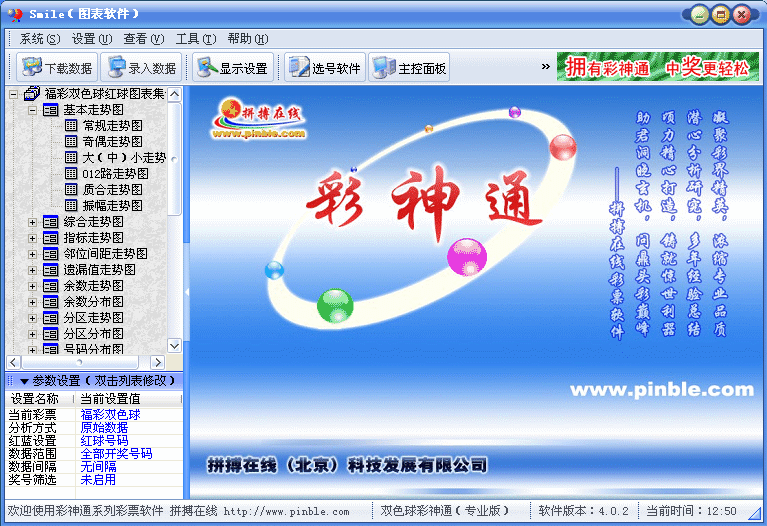 Smile(图表软件)
系统(S) 设置(U) 查看(V) 工具(T) 帮助(H)
下载数据 录入数据 显示设置 选号软件 主控面板 » 拥有彩神通 中奖更轻松
福彩双色球红球图表集
基本走势图
常规走势图
奇偶走势图
大(中)小走势
012路走势图
质合走势图
振幅走势图
综合走势图
指标走势图
邻位间距走势图
遗漏值走势图
余数走势图
余数分布图
分区走势图
分区分布图
号码分布图
参数设置(双击列表修改)
设置名称 当前设置值
当前彩票 福彩双色球
分析方式 原始数据
红蓝设置 红球号码
数据范围 全部开奖号码
数据间隔 无间隔
奖号筛选 未启用
拼搏在线
www.pinble.com
彩神通
凝聚彩界精英，浓缩专业品质
潜心分析研究，多年经验总结
项力精心打造，铸就惊世利器
助君洞晓玄机，问鼎头彩巅峰
——拼搏在线彩票软件
www.pinble.com
拼搏在线（北京）科技发展有限公司
欢迎使用彩神通系列彩票软件 拼搏在线 http://www.pinble.com 双色球彩神通(专业版) 软件版本：4.0.2 当前时间：12:50